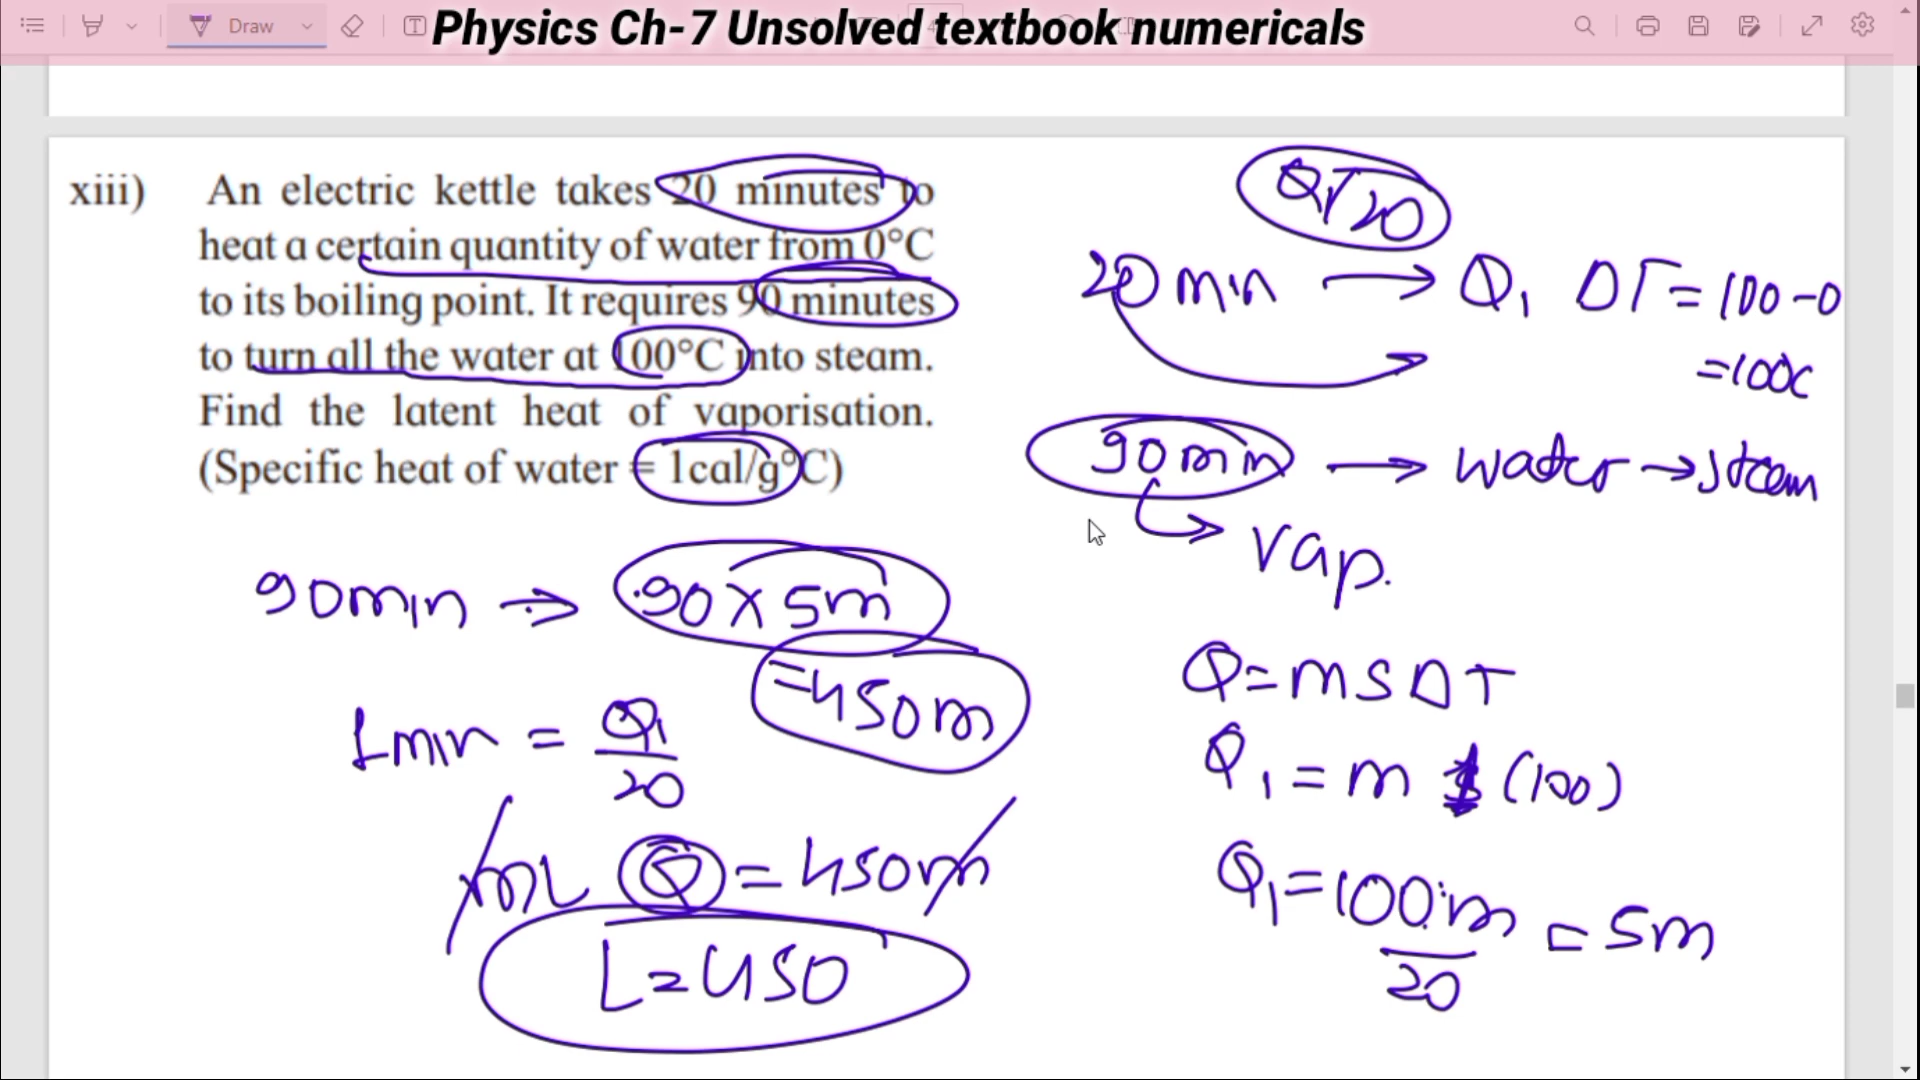 Draw
Physics Ch-7 Unsolved textbook numericals
xiii) An electric kettle takes 20 minutes to
heat a certain quantity of water from 0°C
to its boiling point. It requires 90 minutes
to turn all the water at 100°C into steam.
Find the latent heat of vaporisation.
(Specific heat of water = 1cal/g°C)
20 min → Q1 ΔT = 100-0
=100c
90 min → water → steam
vap.
90min → 90 x 5m
=450m
1min = Q1
20
mL Q = 450m
L=450
Q=msΔT
Q1 = m 1 (100)
Q1=100m = 5m
20